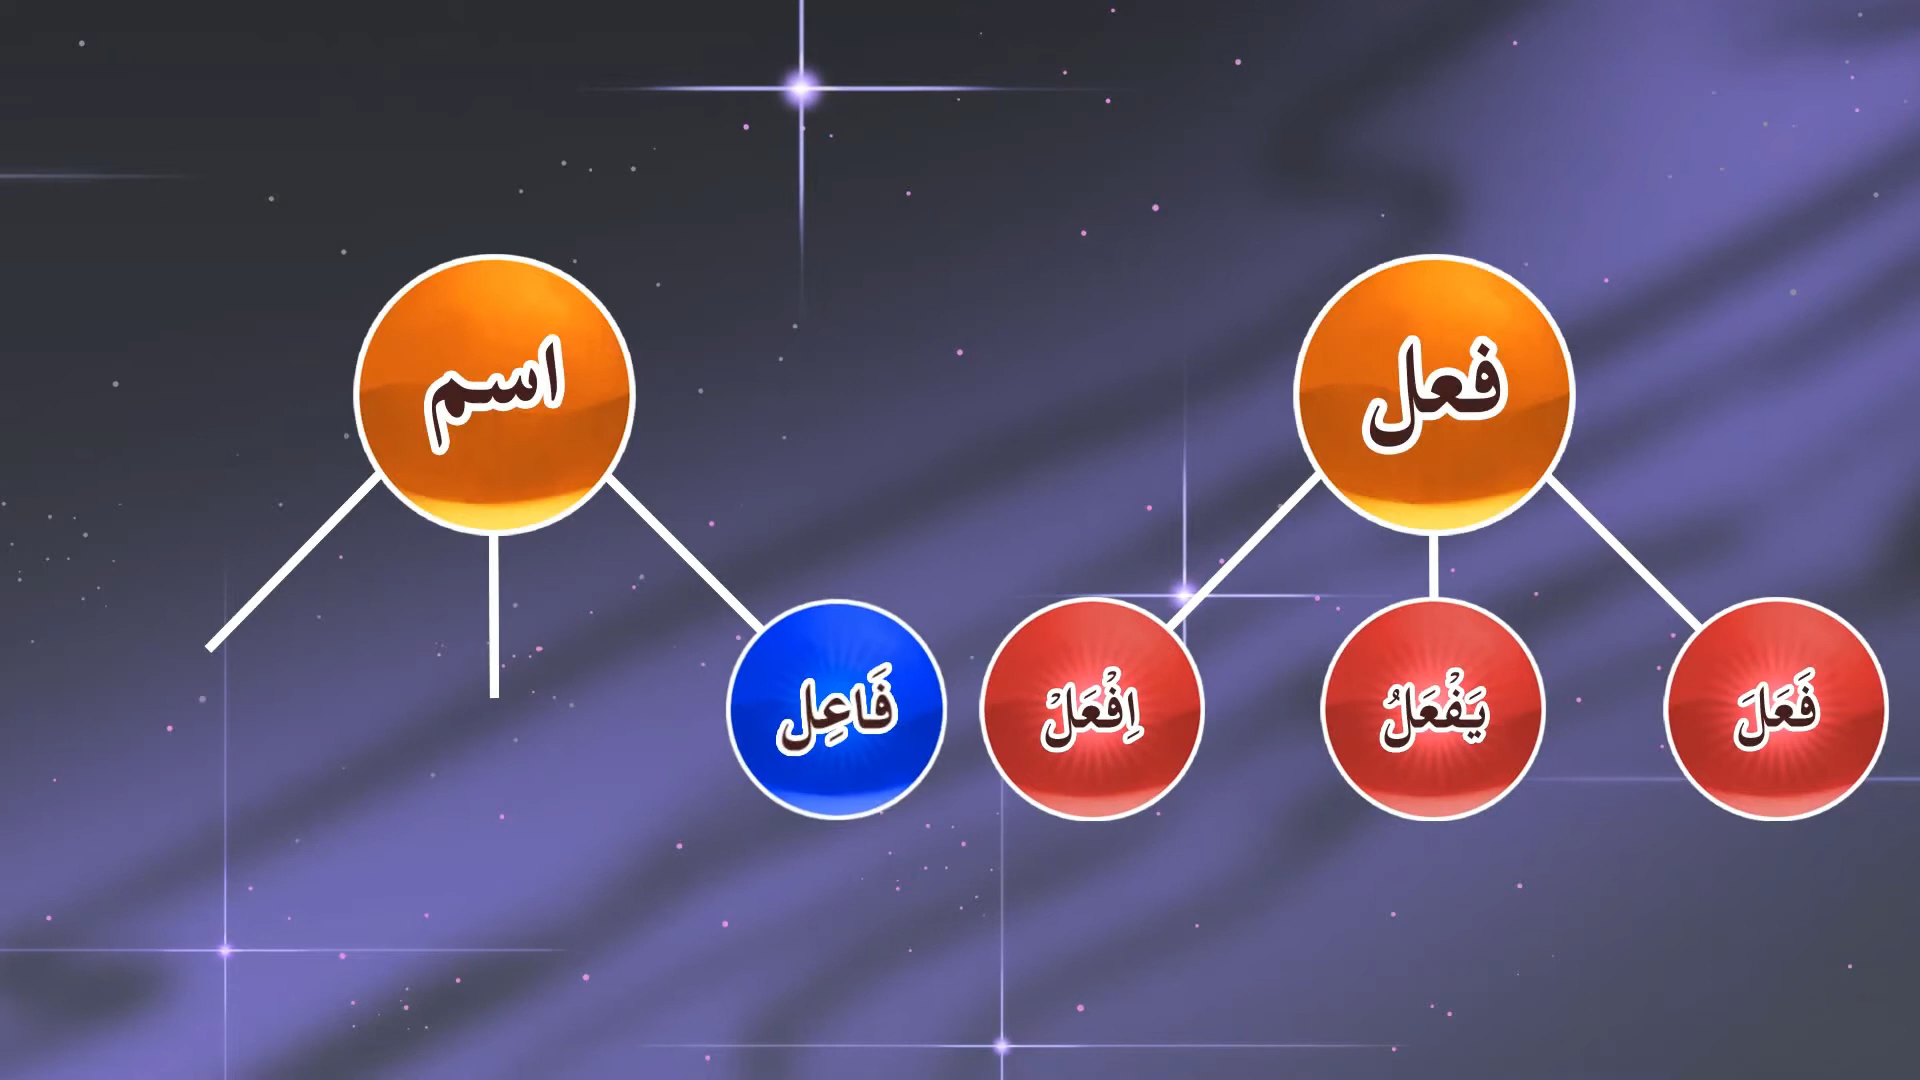 فعل
اسم
فَعَلَ
يَفْعَلُ
اِفْعَلْ
فَاعِل